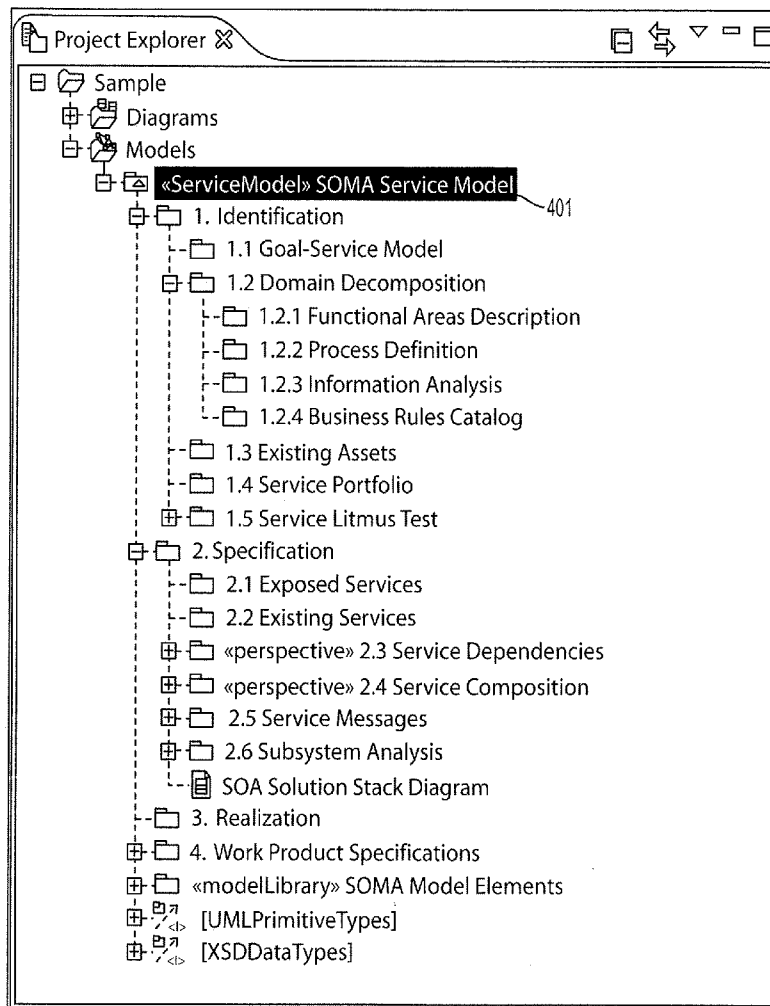 Project Explorer
Sample
Diagrams
Models
«ServiceModel» SOMA Service Model
401
1. Identification
1.1 Goal-Service Model
1.2 Domain Decomposition
1.2.1 Functional Areas Description
1.2.2 Process Definition
1.2.3 Information Analysis
1.2.4 Business Rules Catalog
1.3 Existing Assets
1.4 Service Portfolio
1.5 Service Litmus Test
2. Specification
2.1 Exposed Services
2.2 Existing Services
«perspective» 2.3 Service Dependencies
«perspective» 2.4 Service Composition
2.5 Service Messages
2.6 Subsystem Analysis
SOA Solution Stack Diagram
3. Realization
4. Work Product Specifications
«modelLibrary» SOMA Model Elements
[UMLPrimitiveTypes]
[XSDDataTypes]